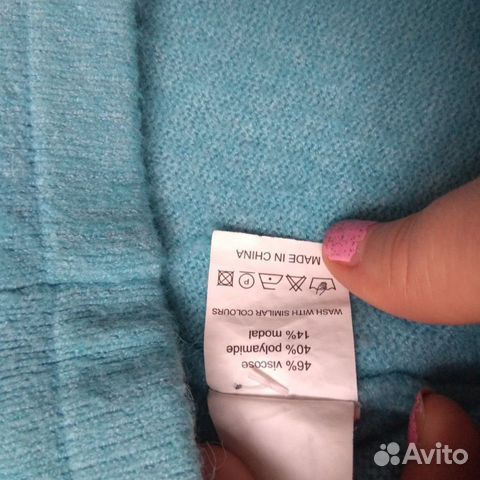 46% viscose
40% polyamide
14% modal
WASH WITH SIMILAR COLOURS
P
MADE IN CHINA
Avito